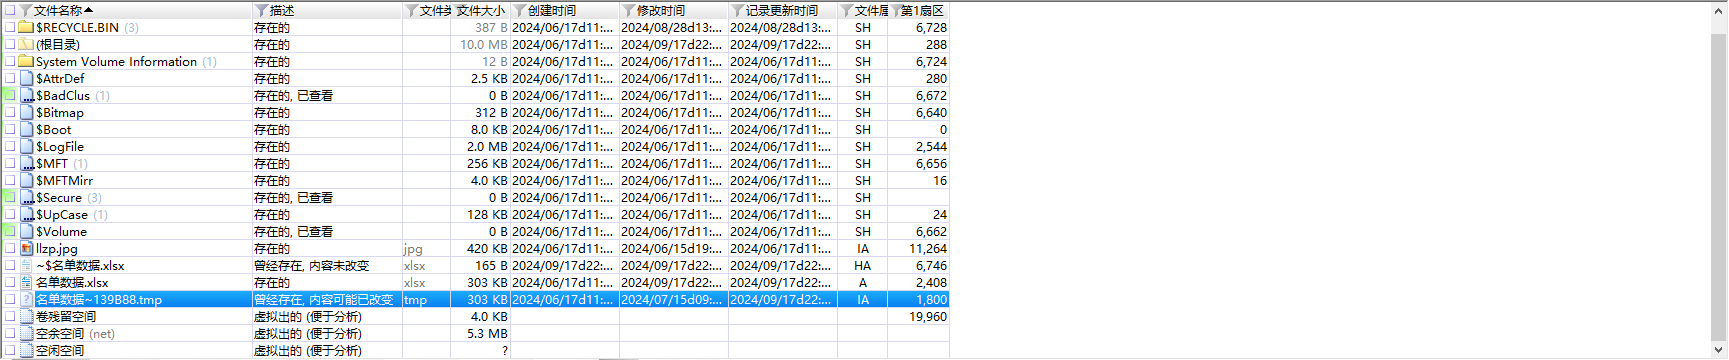 文件名称 描述 文件类 文件大小 创建时间 修改时间 记录更新时间 文件属 第1扇区
$RECYCLE.BIN (3) 存在的 387 B 2024/06/17d11:... 2024/08/28d13:... 2024/08/28d13:... SH 6,728
(根目录) 存在的 10.0 MB 2024/06/17d11:... 2024/09/17d22:... 2024/09/17d22:... SH 288
System Volume Information (1) 存在的 12 B 2024/06/17d11:... 2024/06/17d11:... 2024/06/17d11:... SH 6,724
$AttrDef 存在的 2.5 KB 2024/06/17d11:... 2024/06/17d11:... 2024/06/17d11:... SH 280
$BadClus (1) 存在的, 已查看 0 B 2024/06/17d11:... 2024/06/17d11:... 2024/06/17d11:... SH 6,672
$Bitmap 存在的 312 B 2024/06/17d11:... 2024/06/17d11:... 2024/06/17d11:... SH 6,640
$Boot 存在的 8.0 KB 2024/06/17d11:... 2024/06/17d11:... 2024/06/17d11:... SH 0
$LogFile 存在的 2.0 MB 2024/06/17d11:... 2024/06/17d11:... 2024/06/17d11:... SH 2,544
$MFT (1) 存在的 256 KB 2024/06/17d11:... 2024/06/17d11:... 2024/06/17d11:... SH 6,656
$MFTMirr 存在的 4.0 KB 2024/06/17d11:... 2024/06/17d11:... 2024/06/17d11:... SH 16
$Secure (3) 存在的, 已查看 0 B 2024/06/17d11:... 2024/06/17d11:... 2024/06/17d11:... SH
$UpCase (1) 存在的 128 KB 2024/06/17d11:... 2024/06/17d11:... 2024/06/17d11:... SH 24
$Volume 存在的, 已查看 0 B 2024/06/17d11:... 2024/06/17d11:... 2024/06/17d11:... SH 6,662
llzp.jpg 存在的 jpg 420 KB 2024/06/17d11:... 2024/06/15d19:... 2024/06/17d11:... IA 11,264
~$名单数据.xlsx 曾经存在, 内容未改变 xlsx 165 B 2024/09/17d22:... 2024/09/17d22:... 2024/09/17d22:... HA 6,746
名单数据.xlsx 存在的 xlsx 303 KB 2024/06/17d11:... 2024/09/17d22:... 2024/09/17d22:... A 2,408
名单数据~139B88.tmp 曾经存在, 内容可能已改变 tmp 303 KB 2024/06/17d11:... 2024/07/15d09:... 2024/09/17d22:... IA 1,800
卷残留空间 虚拟出的 (便于分析) 4.0 KB 19,960
空余空间 (net) 虚拟出的 (便于分析) 5.3 MB
空闲空间 虚拟出的 (便于分析) ?